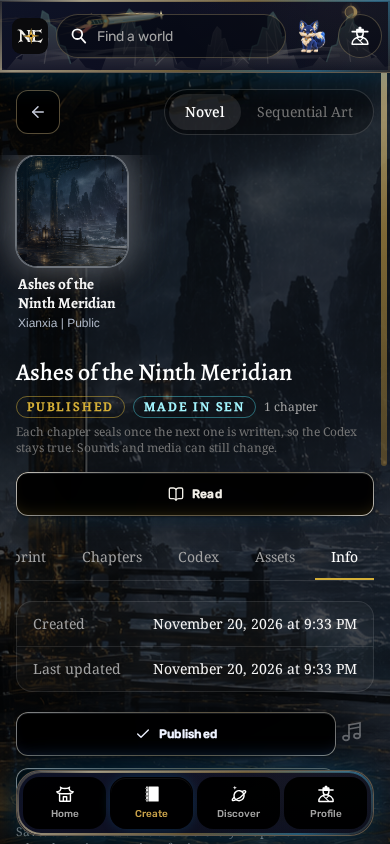 NE
Find a world
Novel
Sequential Art
Ashes of the
Ninth Meridian
Xianxia | Public
Ashes of the Ninth Meridian
PUBLISHED
MADE IN SEN
1 chapter
Each chapter seals once the next one is written, so the Codex
stays true. Sounds and media can still change.
Read
Chapters
Codex
Assets
Info
Created
November 20, 2026 at 9:33 PM
Last updated
November 20, 2026 at 9:33 PM
Published
Home
Create
Discover
Profile